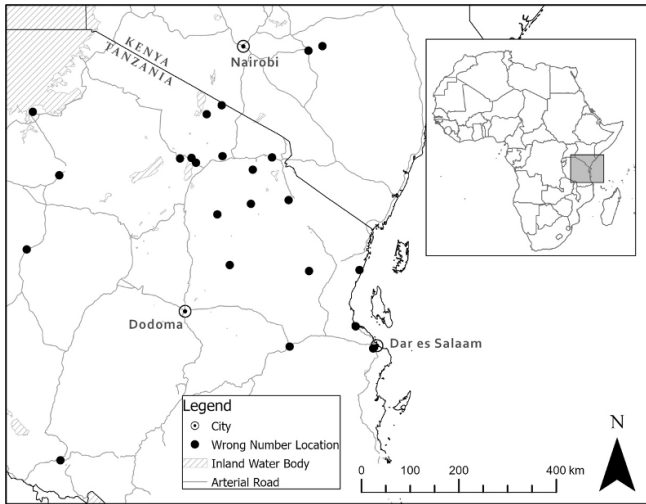 KENYA
TANZANIA
Nairobi
Dodoma
Dar es Salaam
Legend
City
Wrong Number Location
Inland Water Body
Arterial Road
N
0 100 200 400 km